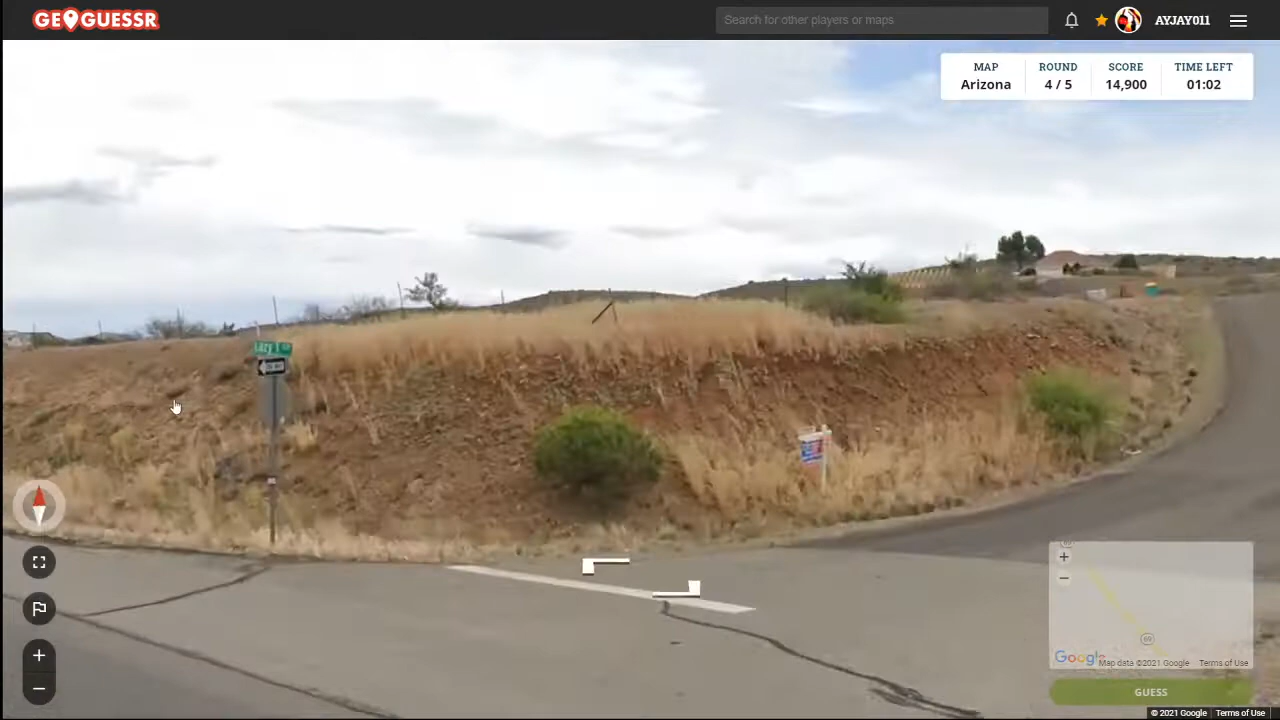 GEOGUESSR
Search for other players or maps
AYJAY011
MAP
Arizona
ROUND
4 / 5
SCORE
14,900
TIME LEFT
01:02
69
Google
Map data ©2021 Google
Terms of Use
GUESS
© 2021 Google
Terms of Use